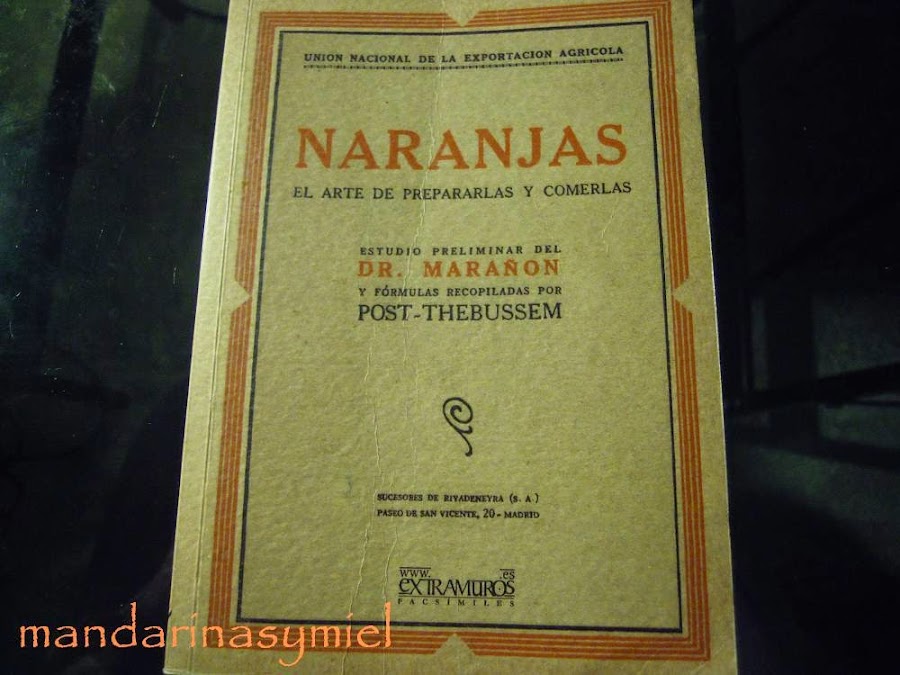 UNION NACIONAL DE LA EXPORTACION AGRICOLA
NARANJAS
EL ARTE DE PREPARARLAS Y COMERLAS
ESTUDIO PRELIMINAR DEL
DR. MARAÑON
Y FÓRMULAS RECOPILADAS POR
POST-THEBUSSEM
SUCESORES DE RIVADENEYRA (S. A.)
PASEO DE SAN VICENTE, 20 - MADRID
www. .es
EXTRAMUROS
FACSÍMILES
mandarinasymiel